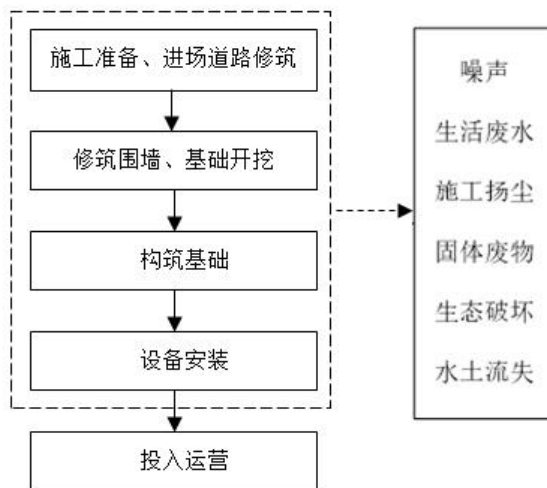 施工准备、进场道路修筑
修筑围墙、基础开挖
构筑基础
设备安装
投入运营
噪声
生活废水
施工扬尘
固体废物
生态破坏
水土流失